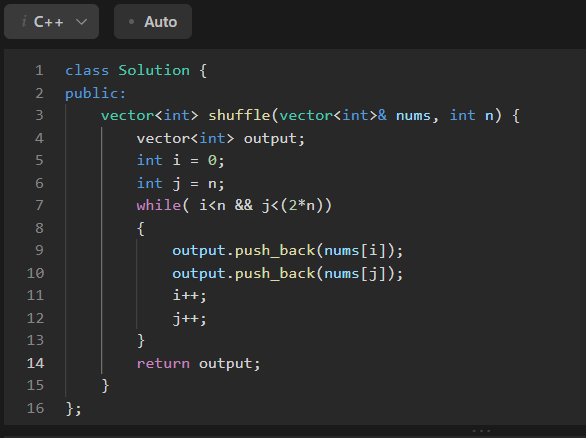 i C++ Auto
1 class Solution {
2 public:
3     vector<int> shuffle(vector<int>& nums, int n) {
4         vector<int> output;
5         int i = 0;
6         int j = n;
7         while( i<n && j<(2*n))
8         {
9             output.push_back(nums[i]);
10             output.push_back(nums[j]);
11             i++;
12             j++;
13         }
14         return output;
15     }
16 };